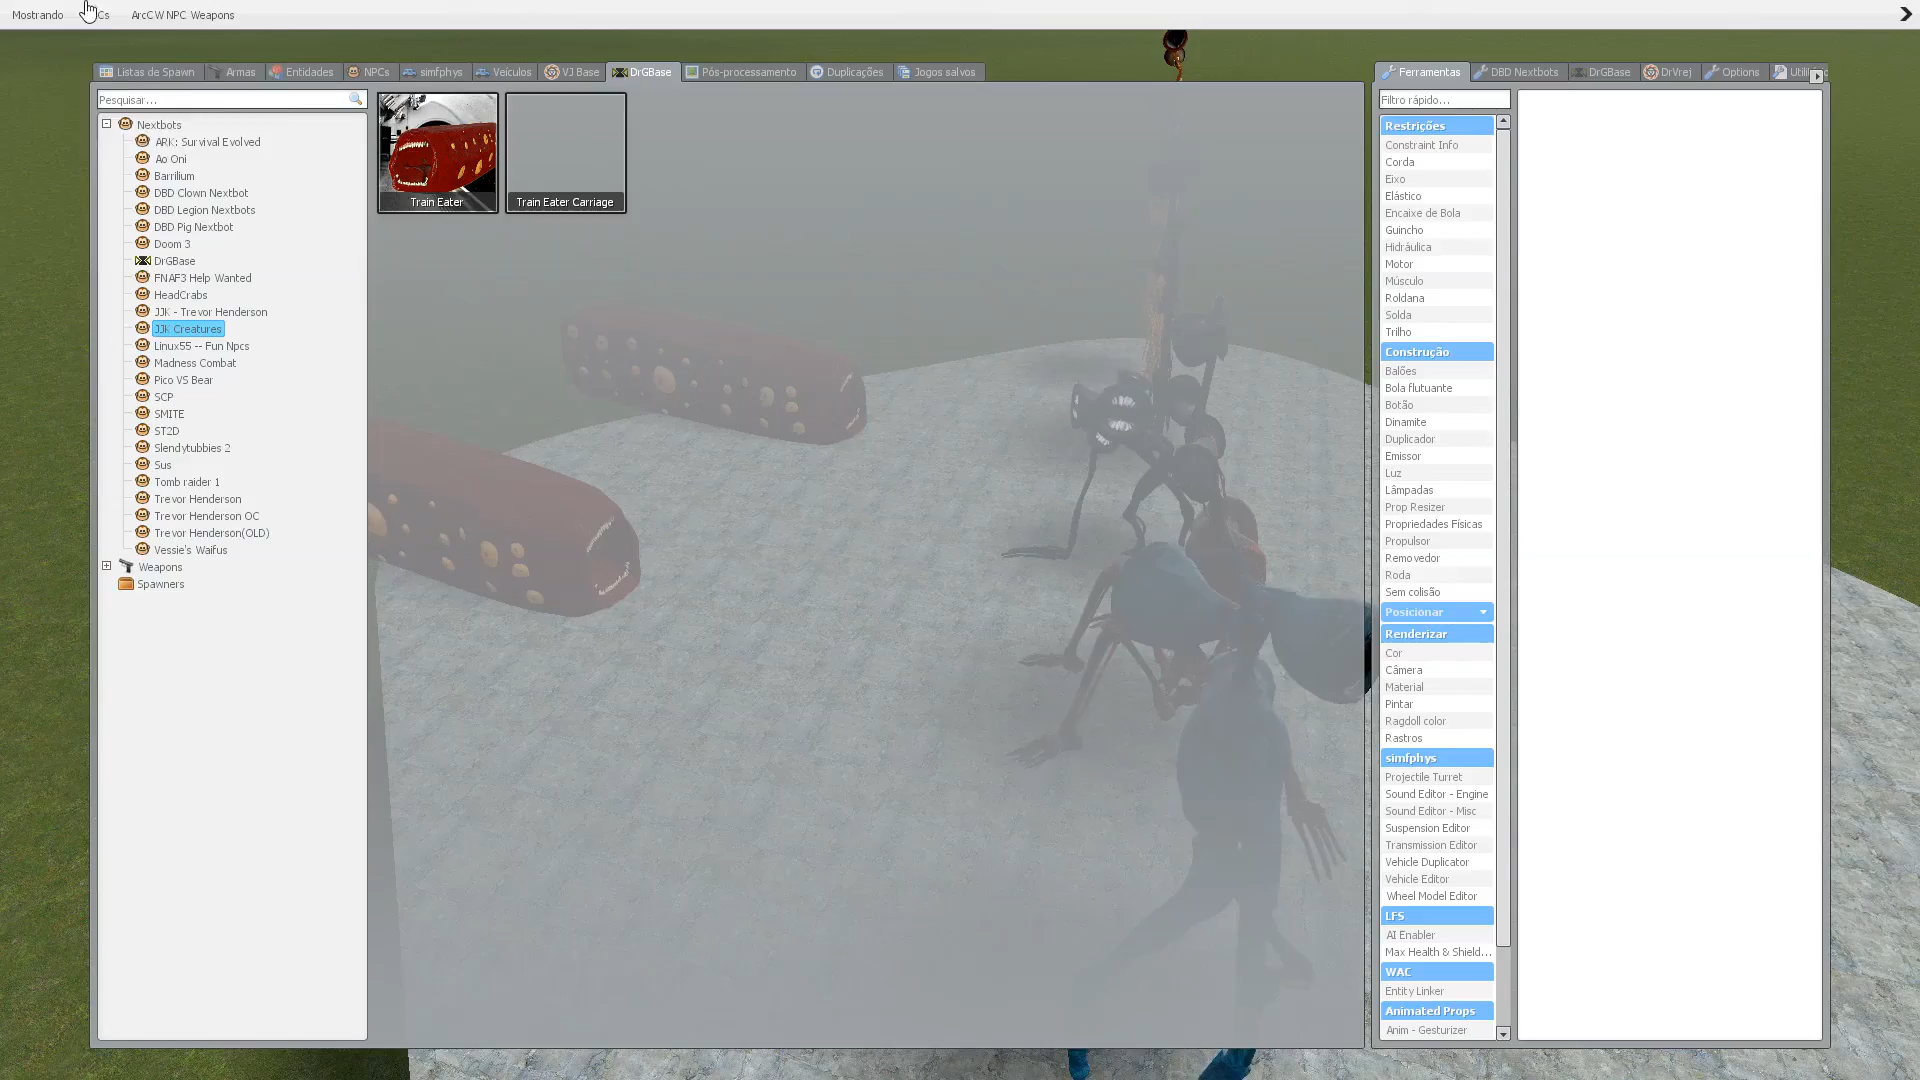 Mostrando
Cs
ArcCW NPC Weapons
Listas de Spawn
Armas
Entidades
NPCs
simfphys
Veículos
VJ Base
DrGBase
Pós-processamento
Duplicações
Jogos salvos
Pesquisar...
Nextbots
ARK: Survival Evolved
Ao Oni
Barrilium
DBD Clown Nextbot
DBD Legion Nextbots
DBD Pig Nextbot
Doom 3
DrGBase
FNAF3 Help Wanted
HeadCrabs
JJK - Trevor Henderson
JJK Creatures
Linux55 -- Fun Npcs
Madness Combat
Pico VS Bear
SCP
SMITE
ST2D
Slendytubbies 2
Sus
Tomb raider 1
Trevor Henderson
Trevor Henderson OC
Trevor Henderson(OLD)
Vessie's Waifus
Weapons
Spawners
Train Eater
Train Eater Carriage
Ferramentas
DBD Nextbots
DrGBase
DrVrej
Options
Filtro rápido...
Restrições
Constraint Info
Corda
Eixo
Elástico
Encaixe de Bola
Guincho
Hidráulica
Motor
Músculo
Roldana
Solda
Trilho
Construção
Balões
Bola flutuante
Botão
Dinamite
Duplicador
Emissor
Luz
Lâmpadas
Prop Resizer
Propriedades Físicas
Propulsor
Removedor
Roda
Sem colisão
Posicionar
Renderizar
Cor
Câmera
Material
Pintar
Ragdoll color
Rastros
simfphys
Projectile Turret
Sound Editor - Engine
Sound Editor - Misc
Suspension Editor
Transmission Editor
Vehicle Duplicator
Vehicle Editor
Wheel Model Editor
LFS
AI Enabler
Max Health & Shield...
WAC
Entity Linker
Animated Props
Anim - Gesturizer